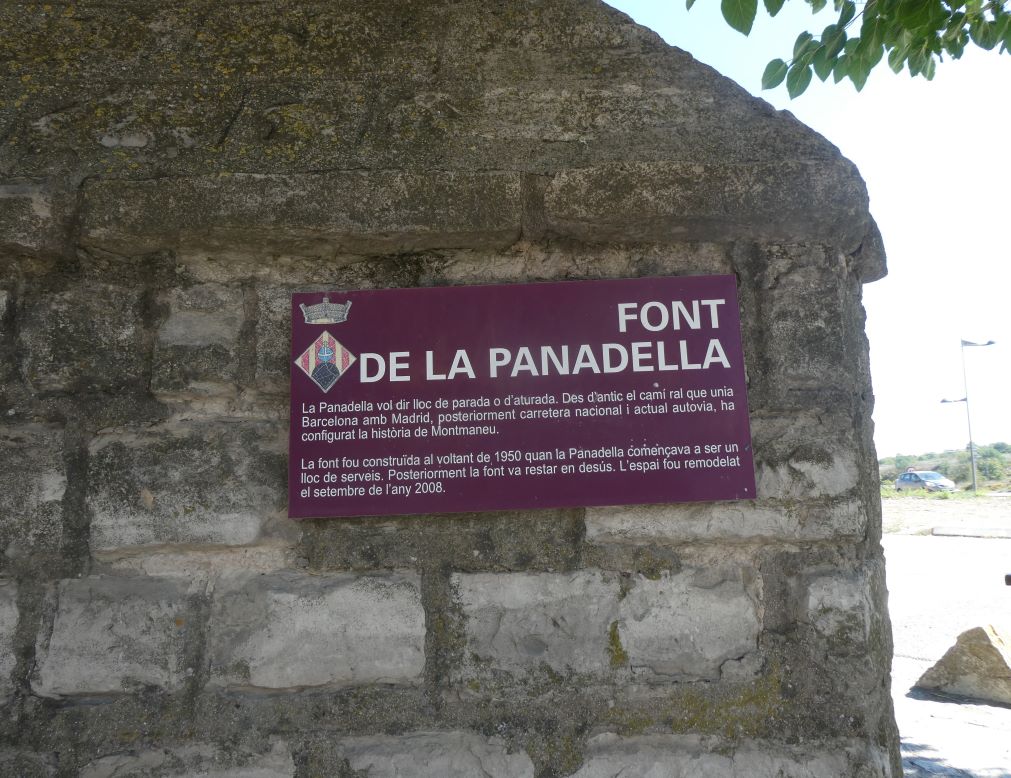 FONT
DE LA PANADELLA
La Panadella vol dir lloc de parada o d'aturada. Des d'antic el camí ral que unia
Barcelona amb Madrid, posteriorment carretera nacional i actual autovia, ha
configurat la història de Montmaneu.
La font fou construïda al voltant de 1950 quan la Panadella començava a ser un
lloc de serveis. Posteriorment la font va restar en desús. L'espai fou remodelat
el setembre de l'any 2008.